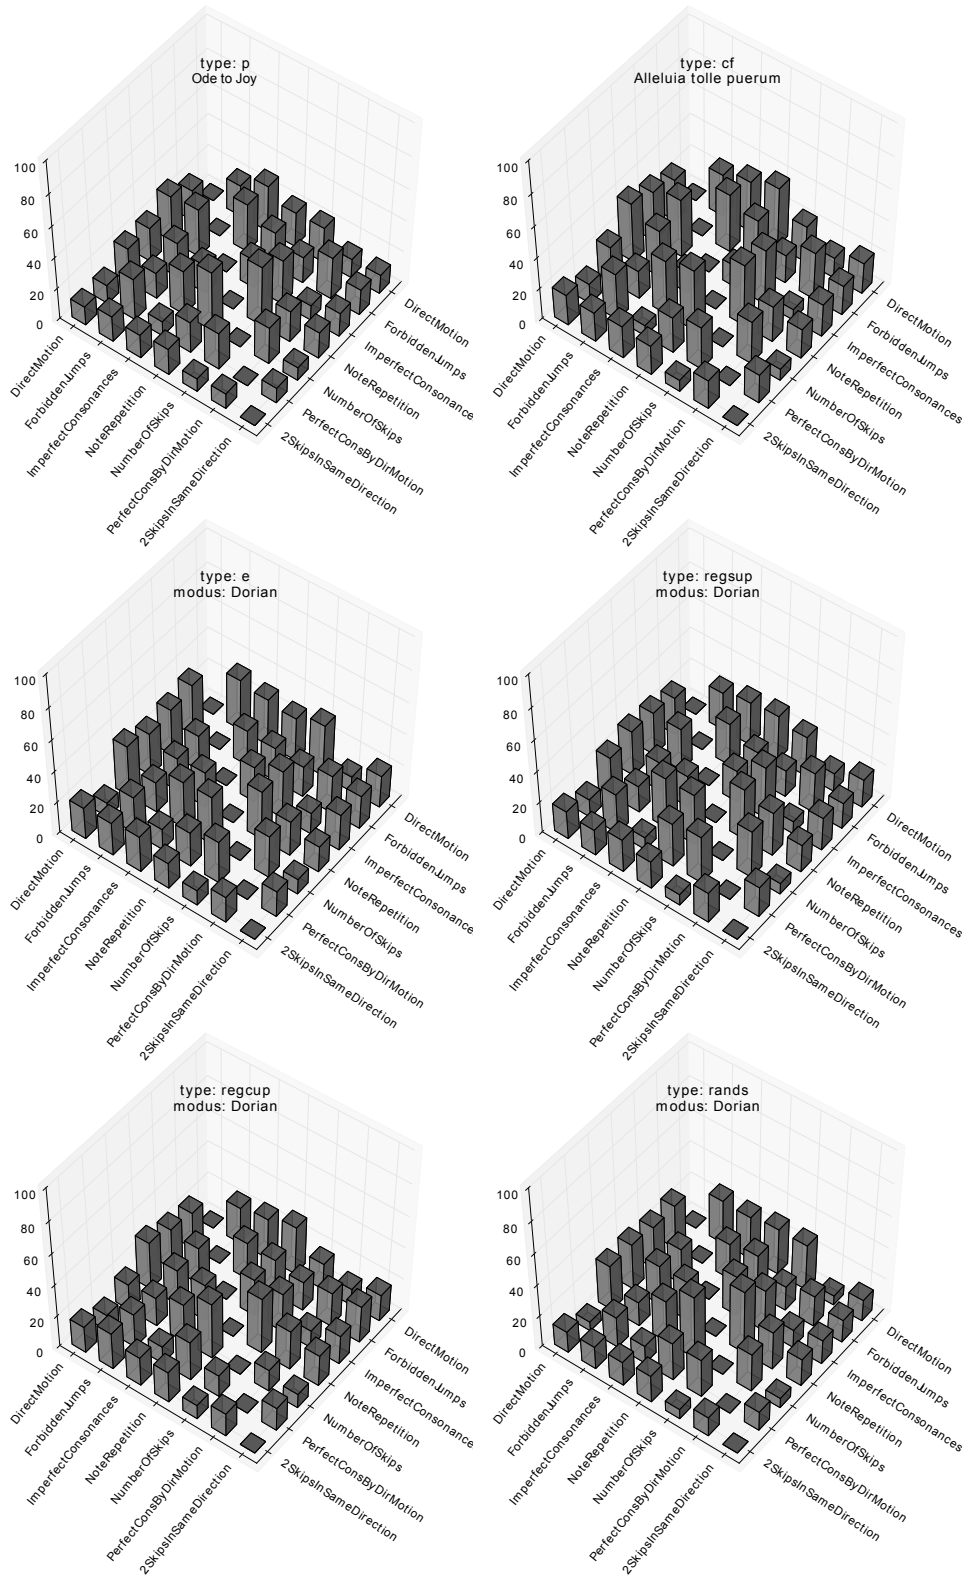 type: p
Ode to Joy
100
80
60
40
20
0
DirectMotion
ForbiddenJumps
ImperfectConsonances
NoteRepetition
NumberOfSkips
PerfectConsByDirMotion
2SkipsInSameDirection
DirectMotion
ForbiddenJumps
ImperfectConsonance
NoteRepetition
NumberOfSkips
PerfectConsByDirMotion
2SkipsInSameDirection
type: cf
Alleluia tolle puerum
100
80
60
40
20
0
DirectMotion
ForbiddenJumps
ImperfectConsonances
NoteRepetition
NumberOfSkips
PerfectConsByDirMotion
2SkipsInSameDirection
DirectMotion
ForbiddenJumps
ImperfectConsonances
NoteRepetition
NumberOfSkips
PerfectConsByDirMotion
2SkipsInSameDirection
type: e
modus: Dorian
100
80
60
40
20
0
DirectMotion
ForbiddenJumps
ImperfectConsonances
NoteRepetition
NumberOfSkips
PerfectConsByDirMotion
2SkipsInSameDirection
DirectMotion
ForbiddenJumps
ImperfectConsonance
NoteRepetition
NumberOfSkips
PerfectConsByDirMotion
2SkipsInSameDirection
type: regsup
modus: Dorian
100
80
60
40
20
0
DirectMotion
ForbiddenJumps
ImperfectConsonances
NoteRepetition
NumberOfSkips
PerfectConsByDirMotion
2SkipsInSameDirection
DirectMotion
ForbiddenJumps
ImperfectConsonances
NoteRepetition
NumberOfSkips
PerfectConsByDirMotion
2SkipsInSameDirection
type: regcup
modus: Dorian
100
80
60
40
20
0
DirectMotion
ForbiddenJumps
ImperfectConsonances
NoteRepetition
NumberOfSkips
PerfectConsByDirMotion
2SkipsInSameDirection
DirectMotion
ForbiddenJumps
ImperfectConsonance
NoteRepetition
NumberOfSkips
PerfectConsByDirMotion
2SkipsInSameDirection
type: rands
modus: Dorian
100
80
60
40
20
0
DirectMotion
ForbiddenJumps
ImperfectConsonances
NoteRepetition
NumberOfSkips
PerfectConsByDirMotion
2SkipsInSameDirection
DirectMotion
ForbiddenJumps
ImperfectConsonances
NoteRepetition
NumberOfSkips
PerfectConsByDirMotion
2SkipsInSameDirection